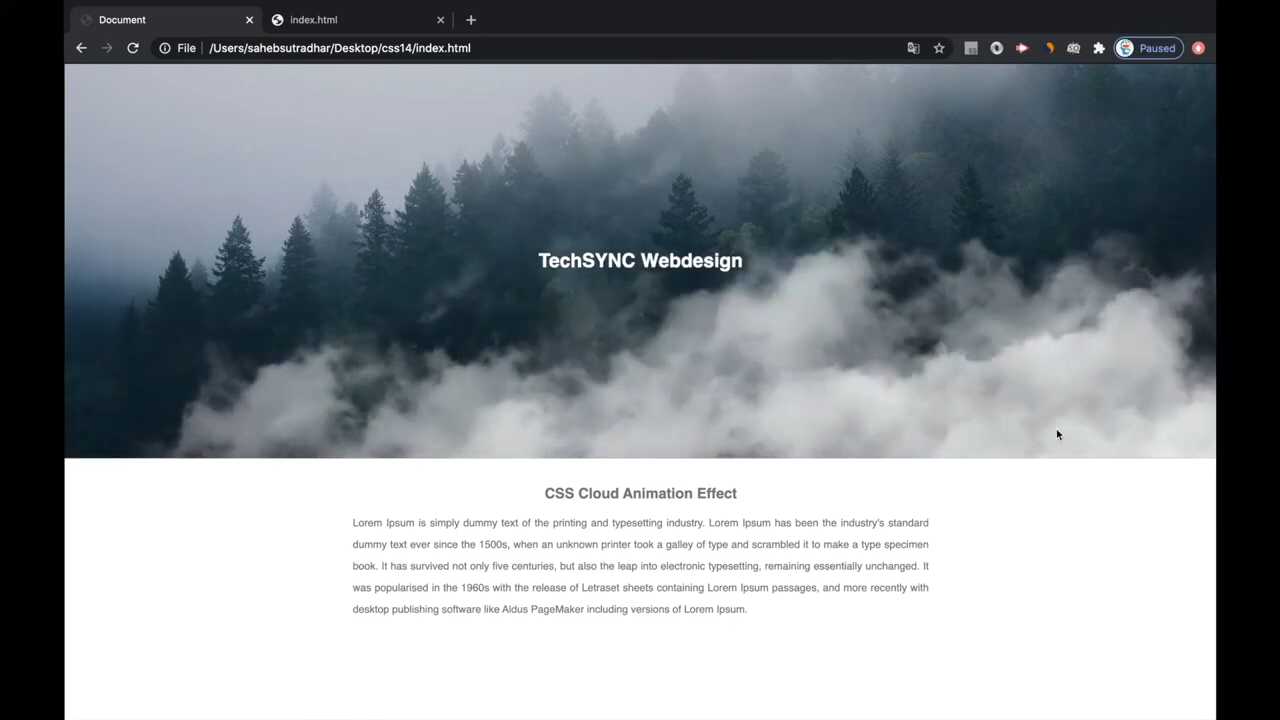 Document
index.html
File
/Users/sahebsutradhar/Desktop/css14/index.html
Paused
TechSYNC Webdesign
CSS Cloud Animation Effect
Lorem Ipsum is simply dummy text of the printing and typesetting industry. Lorem Ipsum has been the industry's standard
dummy text ever since the 1500s, when an unknown printer took a galley of type and scrambled it to make a type specimen
book. It has survived not only five centuries, but also the leap into electronic typesetting, remaining essentially unchanged. It
was popularised in the 1960s with the release of Letraset sheets containing Lorem Ipsum passages, and more recently with
desktop publishing software like Aldus PageMaker including versions of Lorem Ipsum.